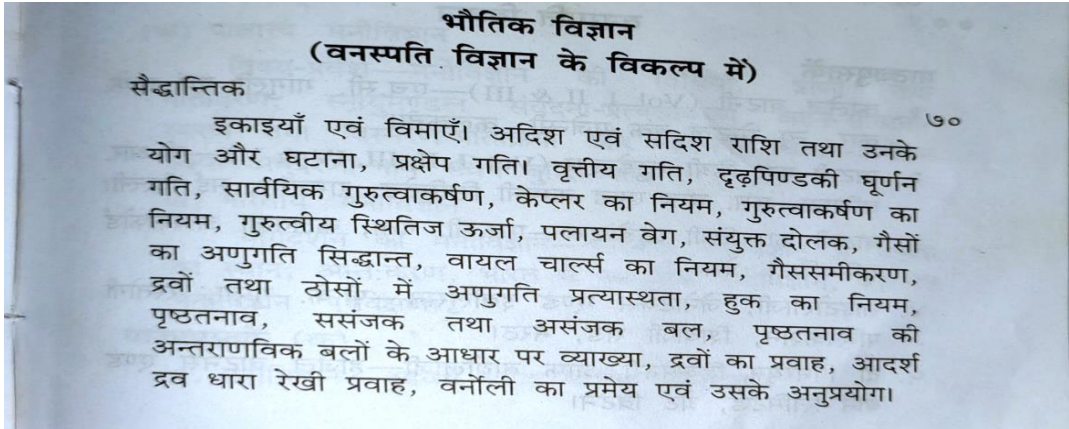 भौतिक विज्ञान
(वनस्पति विज्ञान के विकल्प में)
सैद्धान्तिक ७०
इकाइयाँ एवं विमाएँ। अदिश एवं सदिश राशि तथा उनके
योग और घटाना, प्रक्षेप गति। वृत्तीय गति, दृढ़पिण्डकी घूर्णन
गति, सार्वयिक गुरुत्वाकर्षण, केप्लर का नियम, गुरुत्वाकर्षण का
नियम, गुरुत्वीय स्थितिज ऊर्जा, पलायन वेग, संयुक्त दोलक, गैसों
का अणुगति सिद्धान्त, वायल चार्ल्स का नियम, गैससमीकरण,
द्रवों तथा ठोसों में अणुगति प्रत्यास्थता, हुक का नियम,
पृष्ठतनाव, ससंजक तथा असंजक बल, पृष्ठतनाव की
अन्तराणाविक बलों के आधार पर व्याख्या, द्रवों का प्रवाह, आदर्श
द्रव धारा रेखी प्रवाह, वर्नोली का प्रमेय एवं उसके अनुप्रयोग।